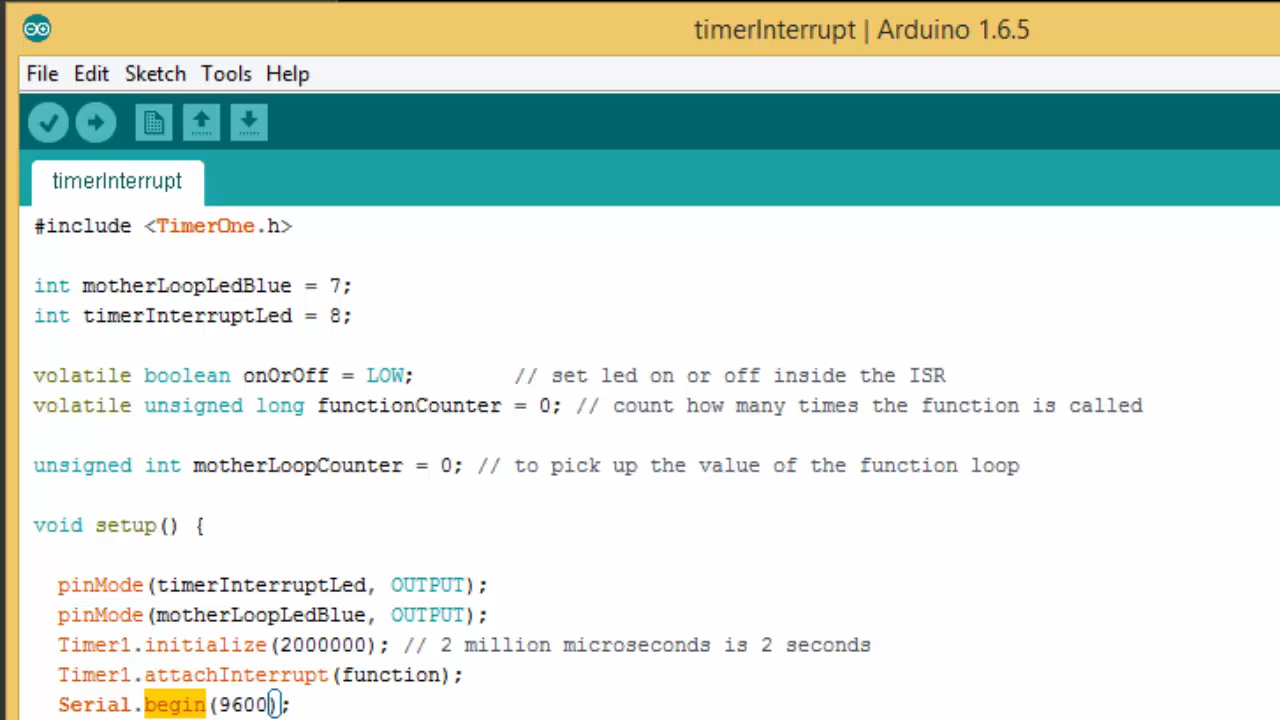 timerInterrupt | Arduino 1.6.5
File Edit Sketch Tools Help
timerInterrupt
#include <TimerOne.h>
int motherLoopLedBlue = 7;
int timerInterruptLed = 8;
volatile boolean onOrOff = LOW; // set led on or off inside the ISR
volatile unsigned long functionCounter = 0; // count how many times the function is called
unsigned int motherLoopCounter = 0; // to pick up the value of the function loop
void setup() {
pinMode(timerInterruptLed, OUTPUT);
pinMode(motherLoopLedBlue, OUTPUT);
Timer1.initialize(2000000); // 2 million microseconds is 2 seconds
Timer1.attachInterrupt(function);
Serial.begin(9600);